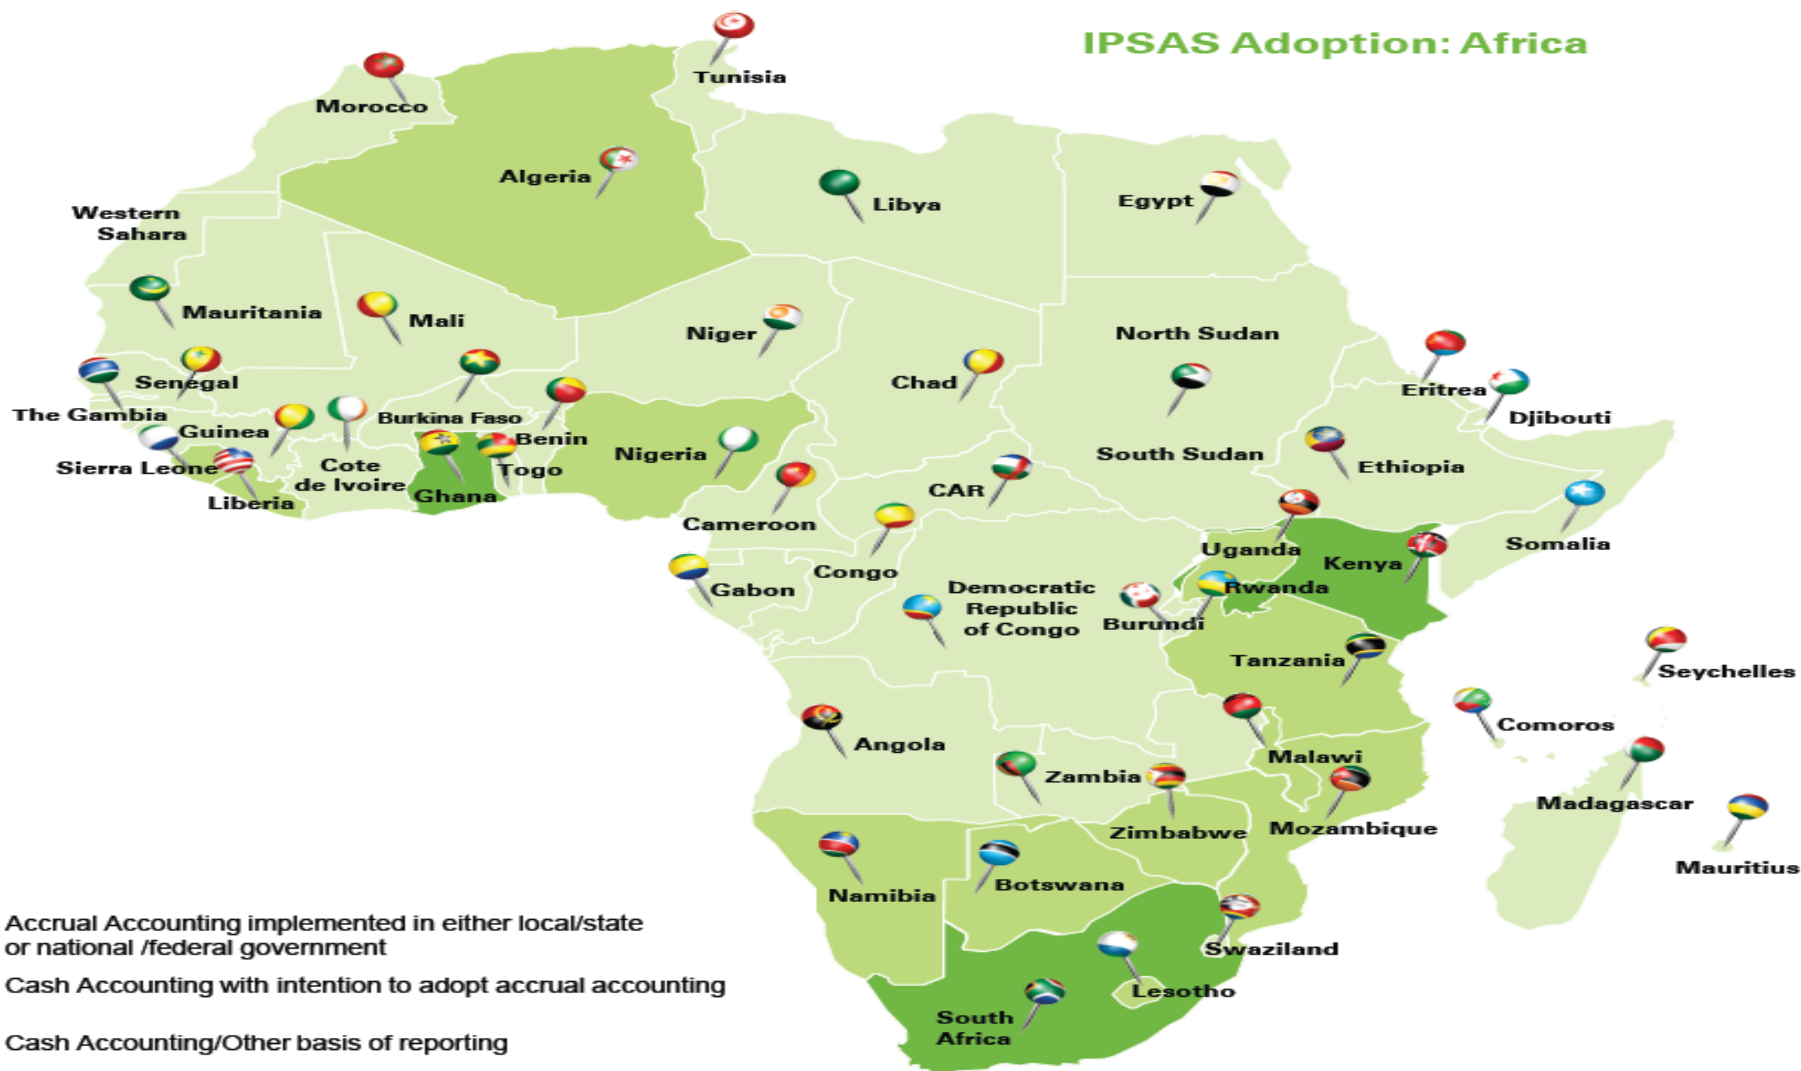 IPSAS Adoption: Africa
Tunisia
Morocco
Algeria
Libya
Egypt
Western
Sahara
Mauritania
Mali
Niger
North Sudan
Chad
Eritrea
Senegal
Djibouti
The Gambia
Guinea
Burkina Faso
Benin
Nigeria
South Sudan
Ethiopia
Sierra Leone
Cote
de Ivoire
Togo
Ghana
Liberia
CAR
Cameroon
Somalia
Uganda
Kenya
Congo
Gabon
Democratic
Republic
of Congo
Rwanda
Burundi
Tanzania
Seychelles
Comoros
Angola
Malawi
Zambia
Madagascar
Zimbabwe
Mozambique
Mauritius
Botswana
Namibia
Swaziland
Lesotho
South
Africa
Accrual Accounting implemented in either local/state
or national /federal government
Cash Accounting with intention to adopt accrual accounting
Cash Accounting/Other basis of reporting